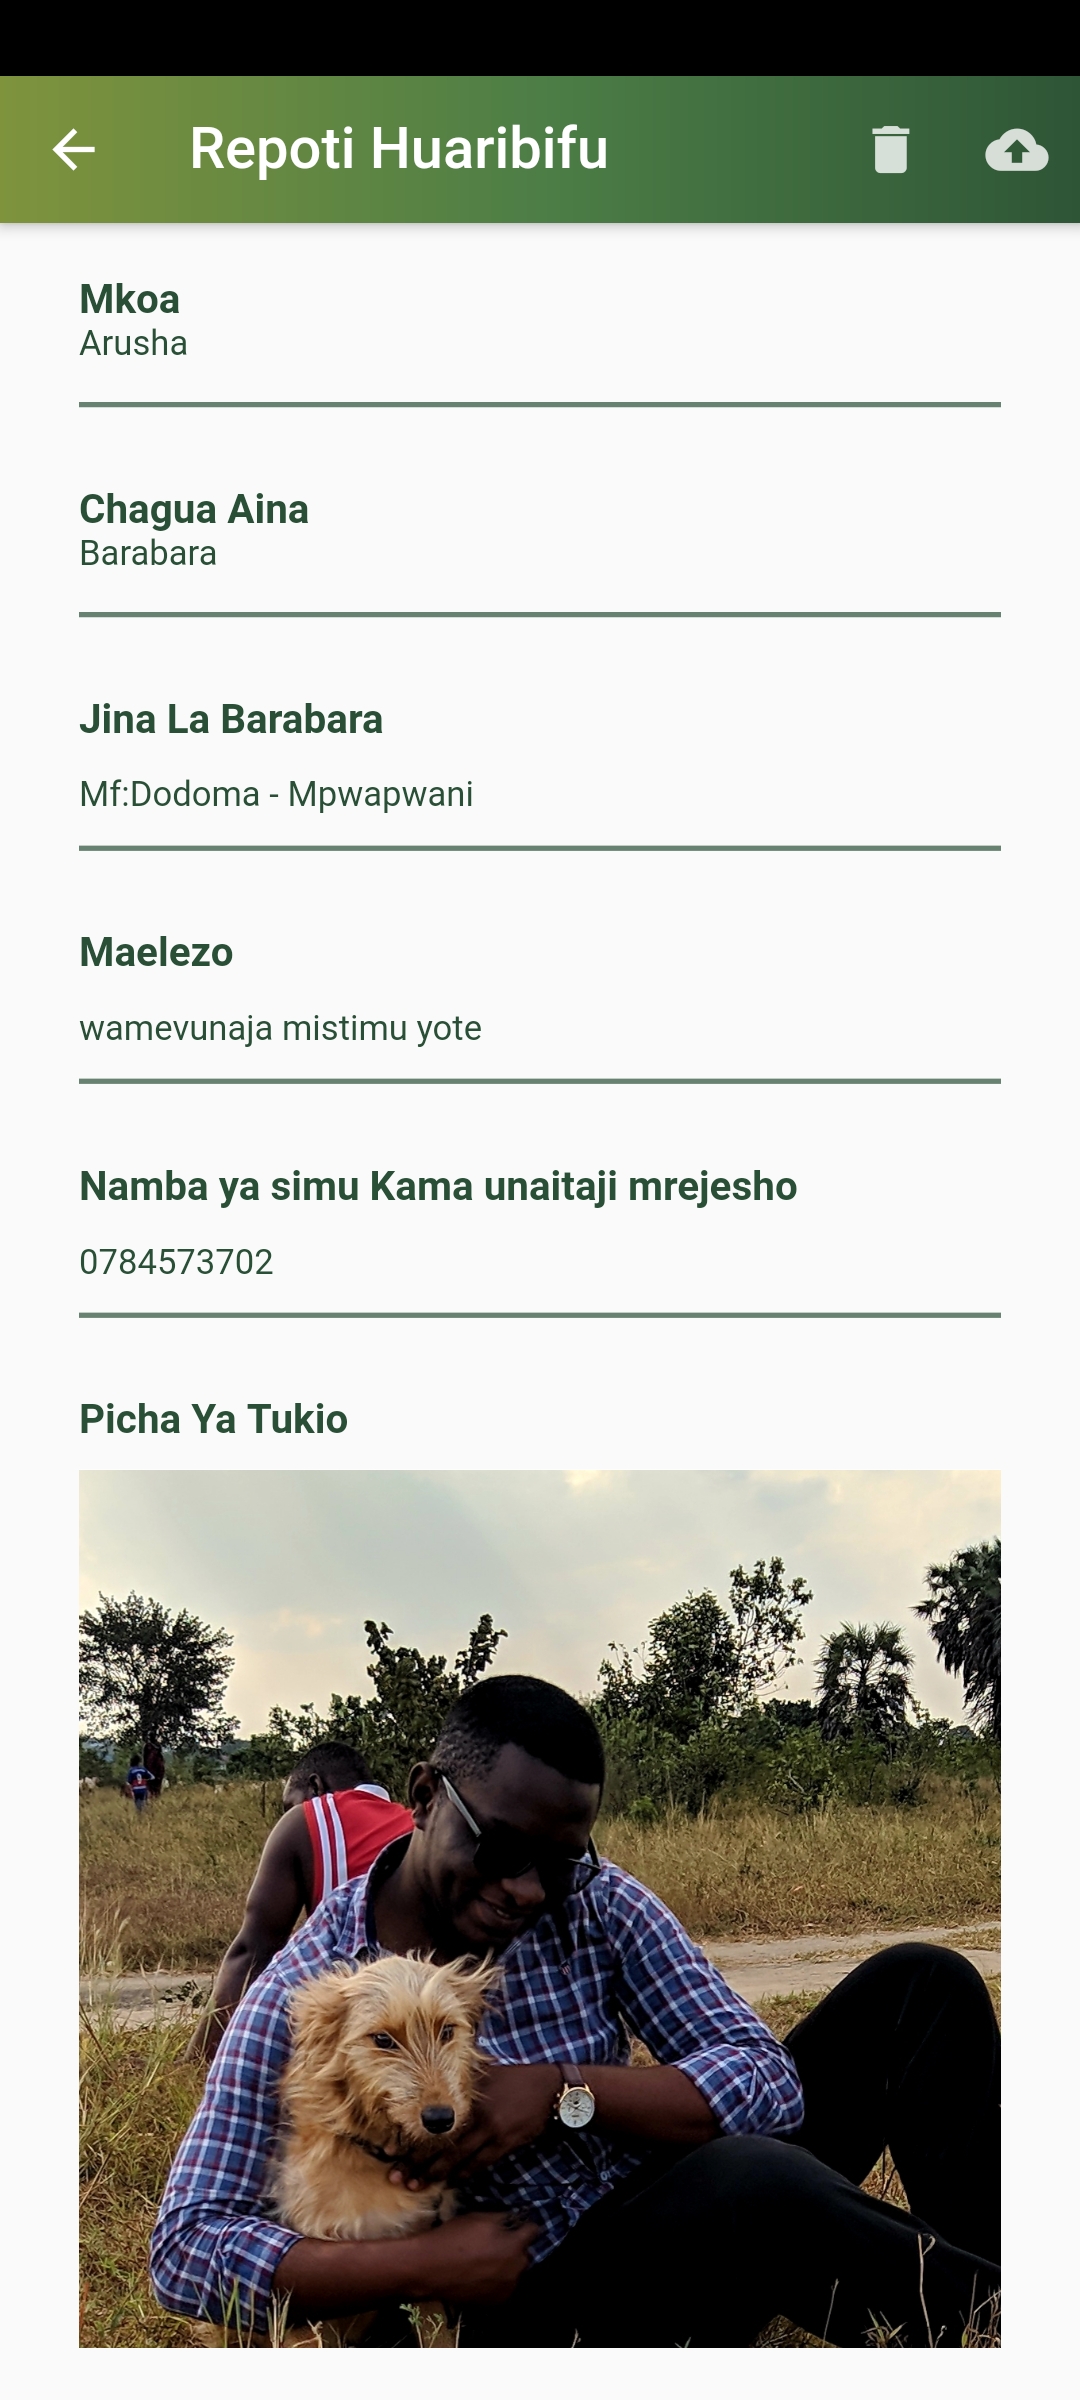 Repoti Huaribifu
Mkoa
Arusha
Chagua Aina
Barabara
Jina La Barabara
Mf:Dodoma - Mpwapwani
Maelezo
wamevunaja mistimu yote
Namba ya simu Kama unaitaji mrejesho
0784573702
Picha Ya Tukio